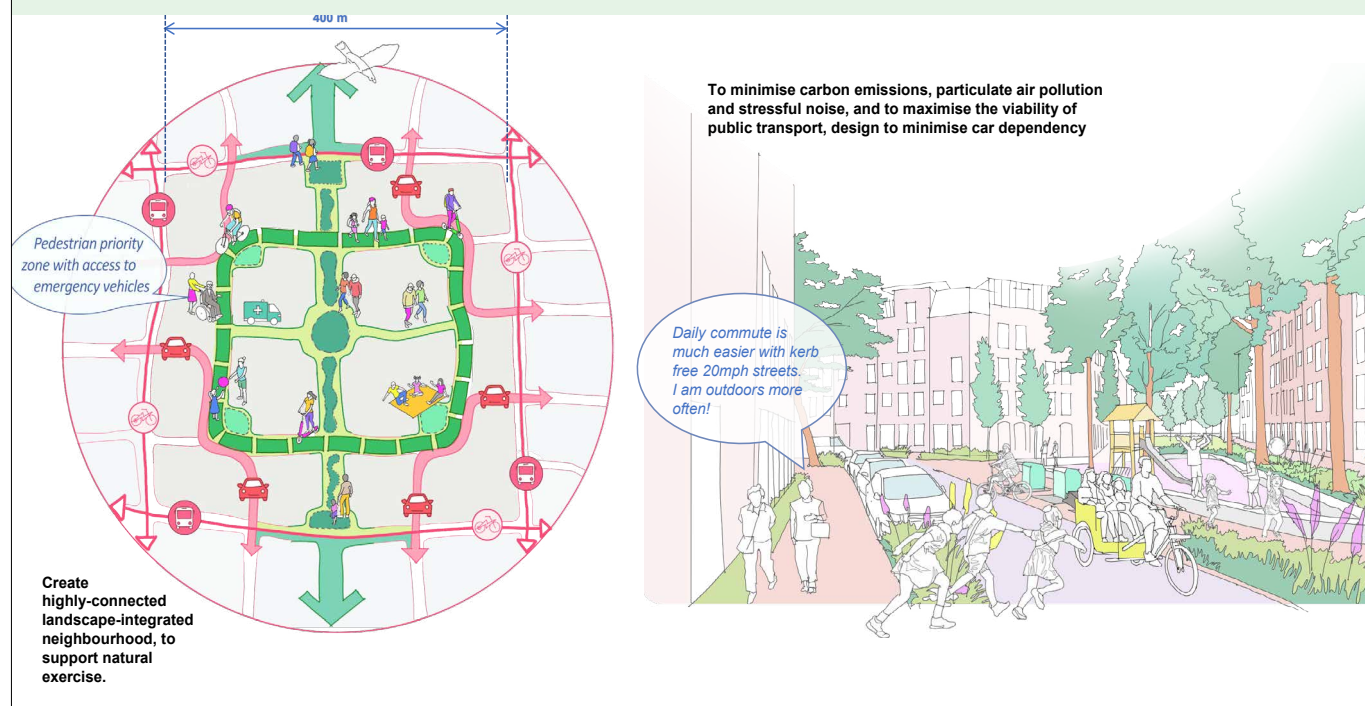 400 m
To minimise carbon emissions, particulate air pollution
and stressful noise, and to maximise the viability of
public transport, design to minimise car dependency
Pedestrian priority
zone with access to
emergency vehicles
Daily commute is
much easier with kerb
free 20mph streets.
I am outdoors more
often!
Create
highly-connected
landscape-integrated
neighbourhood, to
support natural
exercise.